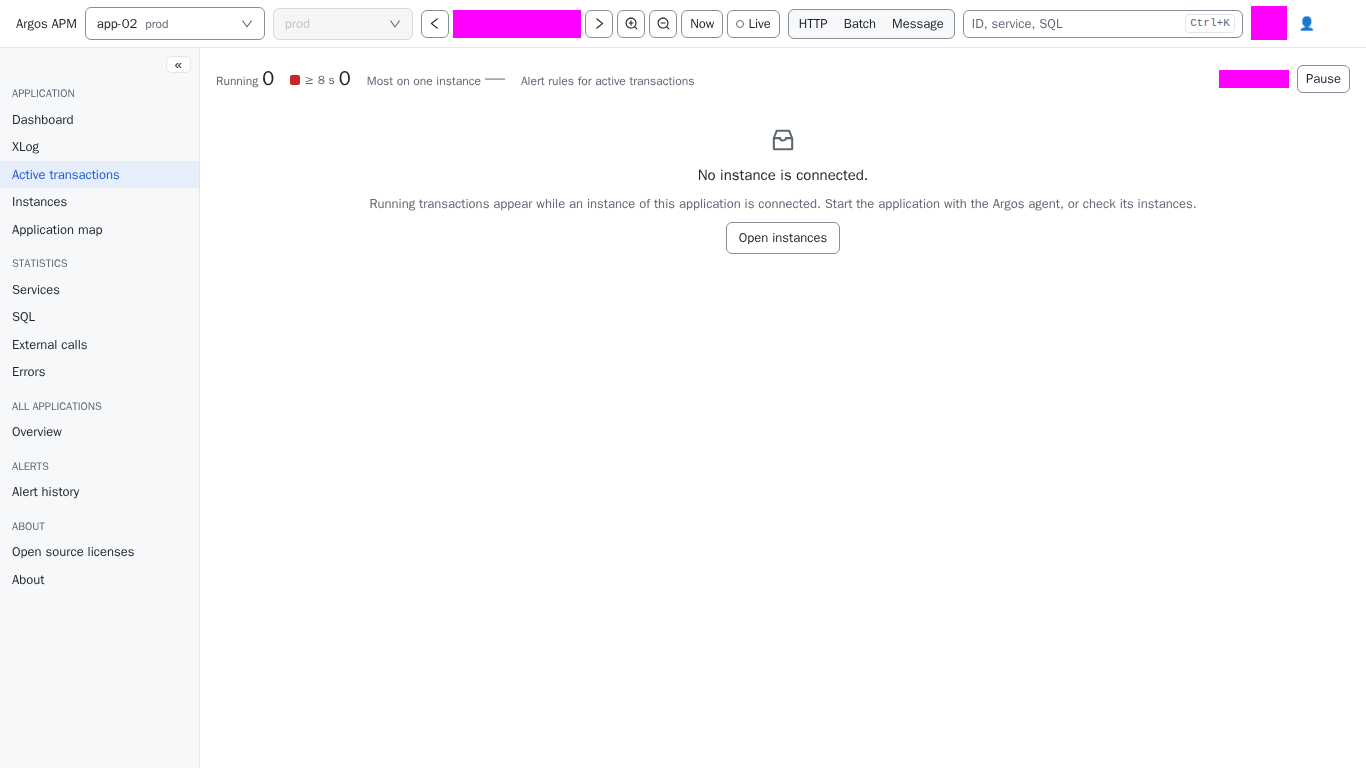 Argos APM app-02 prod prod Now Live HTTP Batch Message ID, service, SQL Ctrl+K
«
APPLICATION
Dashboard
XLog
Active transactions
Instances
Application map
STATISTICS
Services
SQL
External calls
Errors
ALL APPLICATIONS
Overview
ALERTS
Alert history
ABOUT
Open source licenses
About
Running 0 ≥ 8 s 0 Most on one instance — Alert rules for active transactions Pause
No instance is connected.
Running transactions appear while an instance of this application is connected. Start the application with the Argos agent, or check its instances.
Open instances